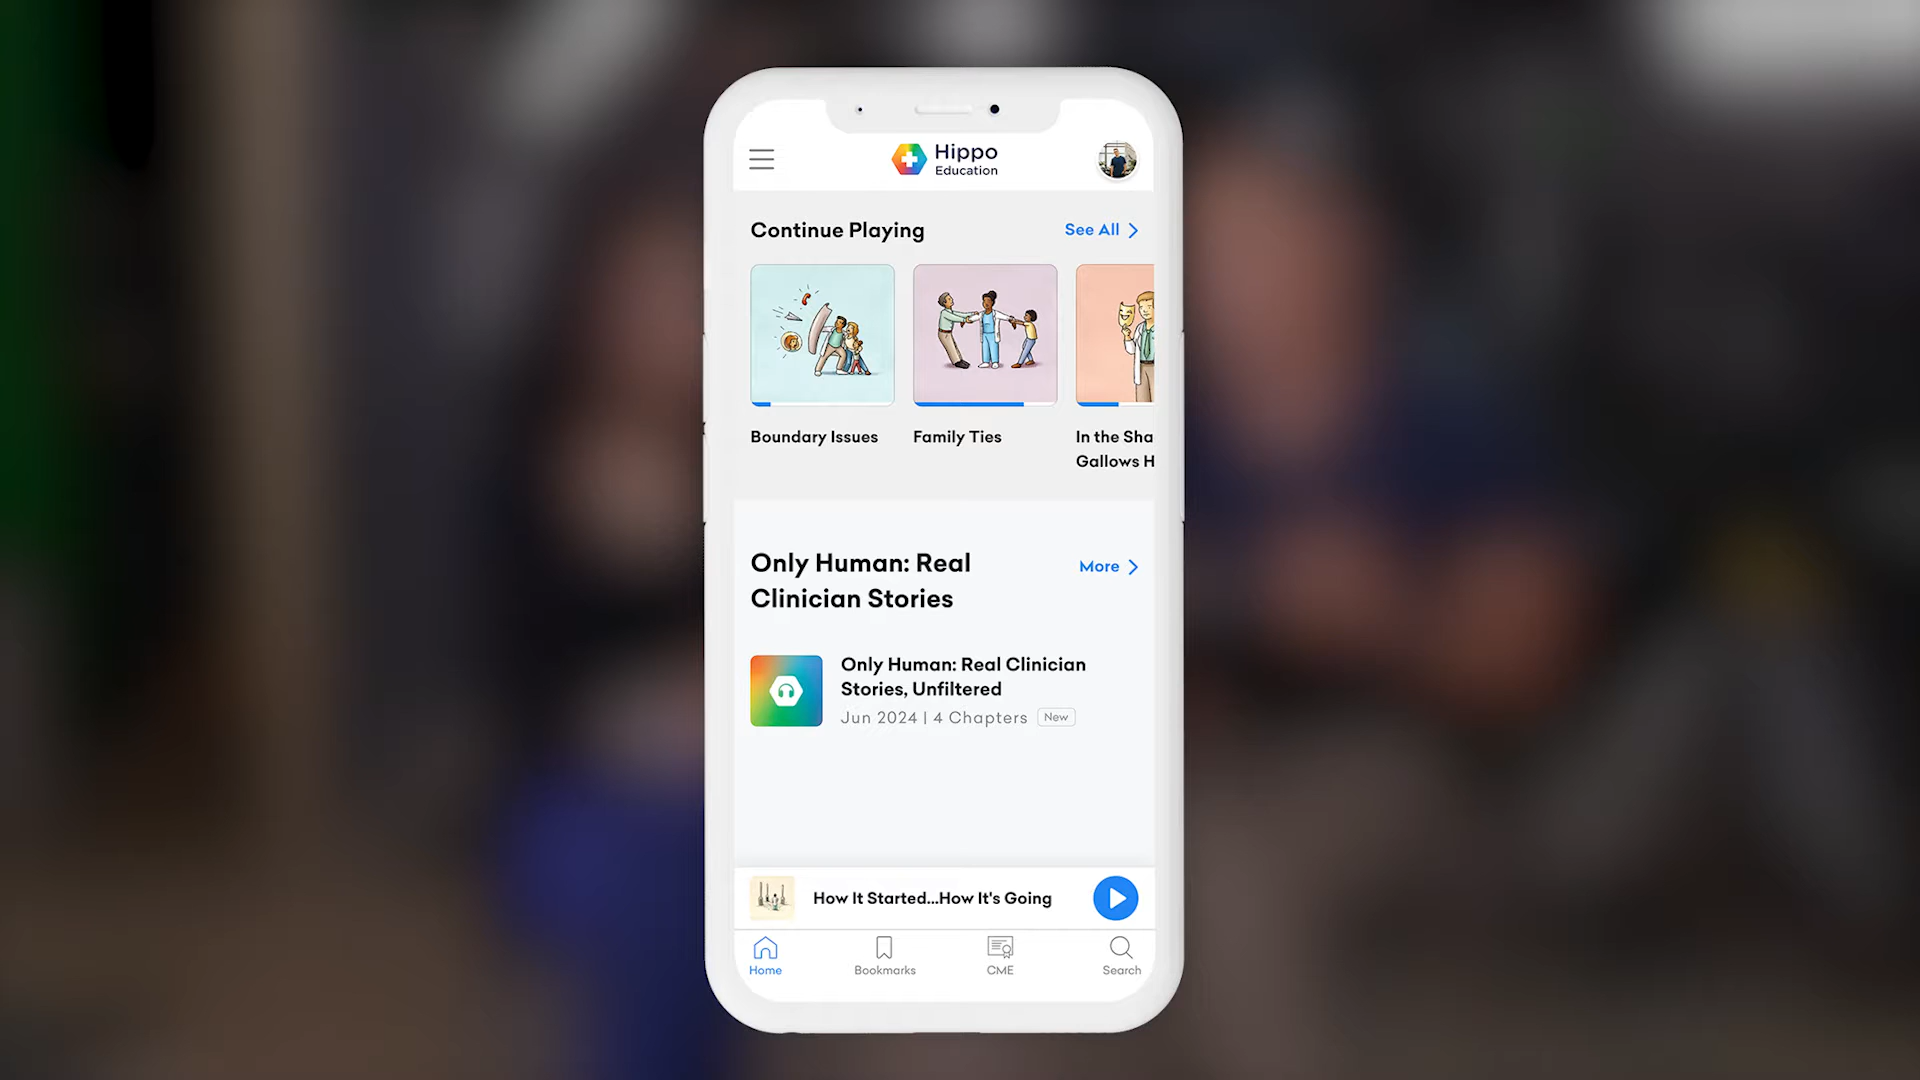 Hippo
Education
Continue Playing
See All
Boundary Issues
Family Ties
In the Sha
Gallows H
Only Human: Real
Clinician Stories
More
Only Human: Real Clinician
Stories, Unfiltered
Jun 2024 | 4 Chapters
New
How It Started...How It's Going
Home
Bookmarks
CME
Search